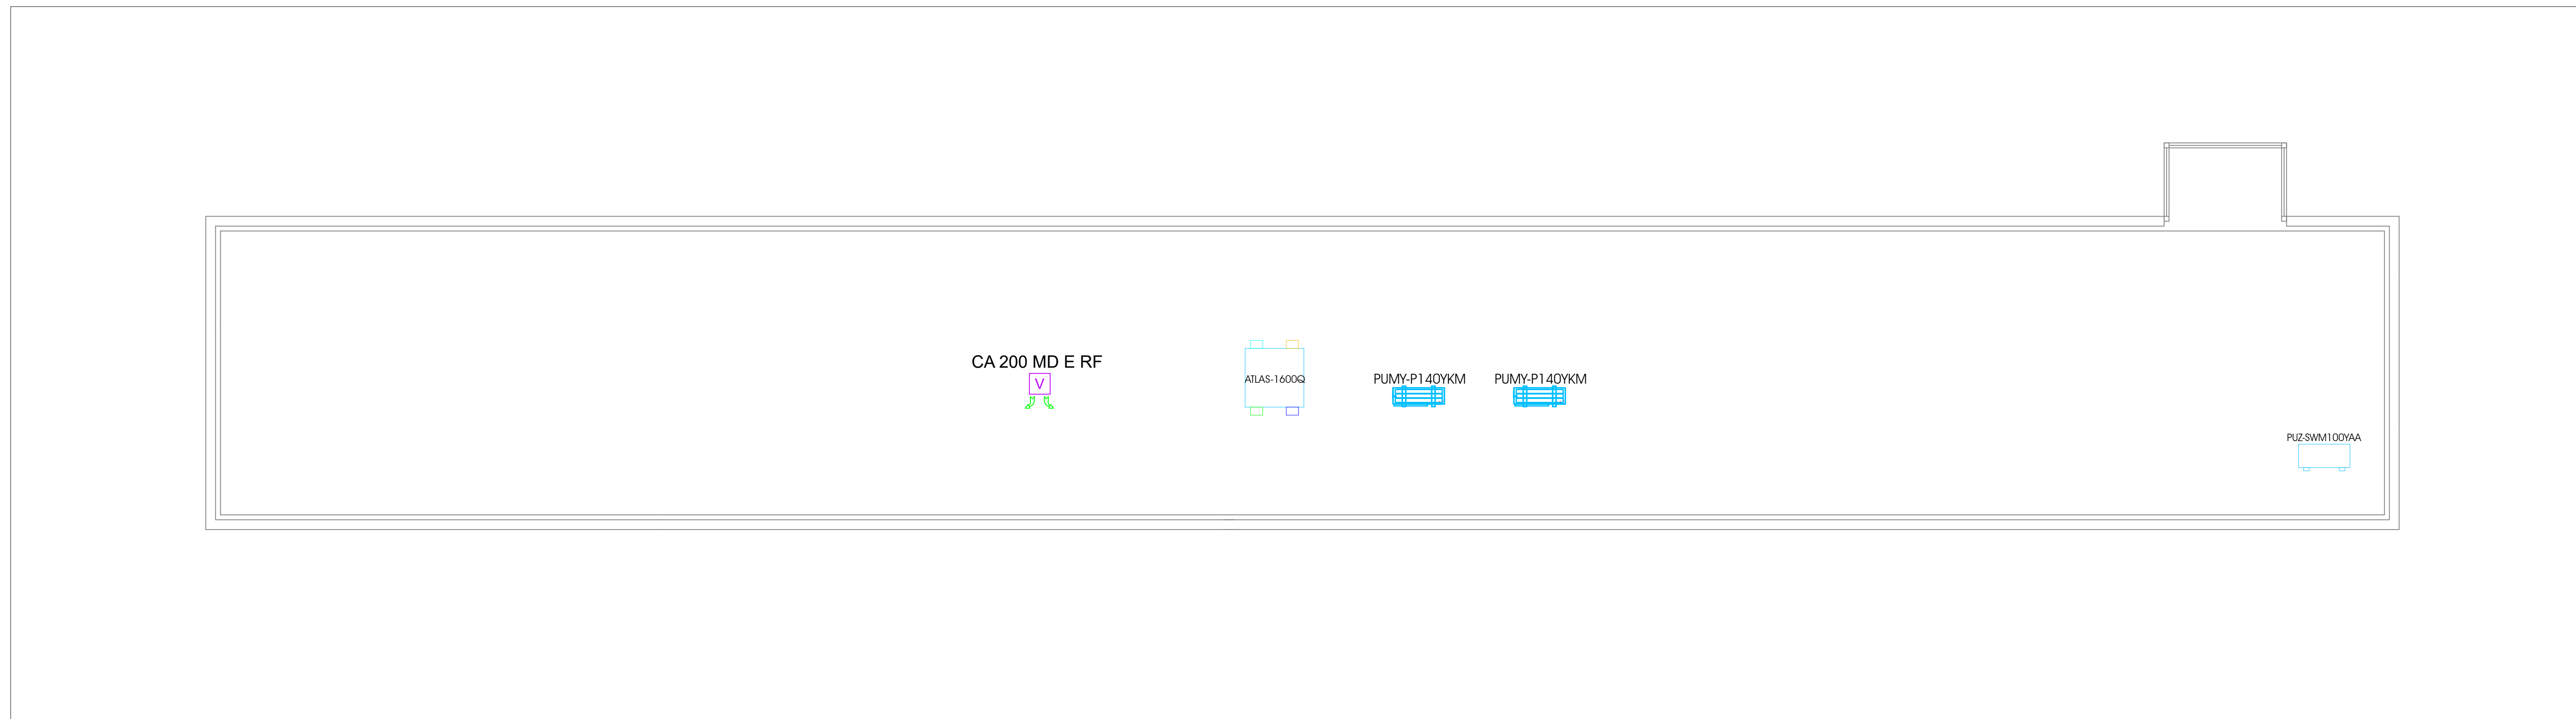 CA 200 MD E RF
V
ATLAS-1600Q
PUMY-P140YKM
PUMY-P140YKM
PUZ-SWM100YAA